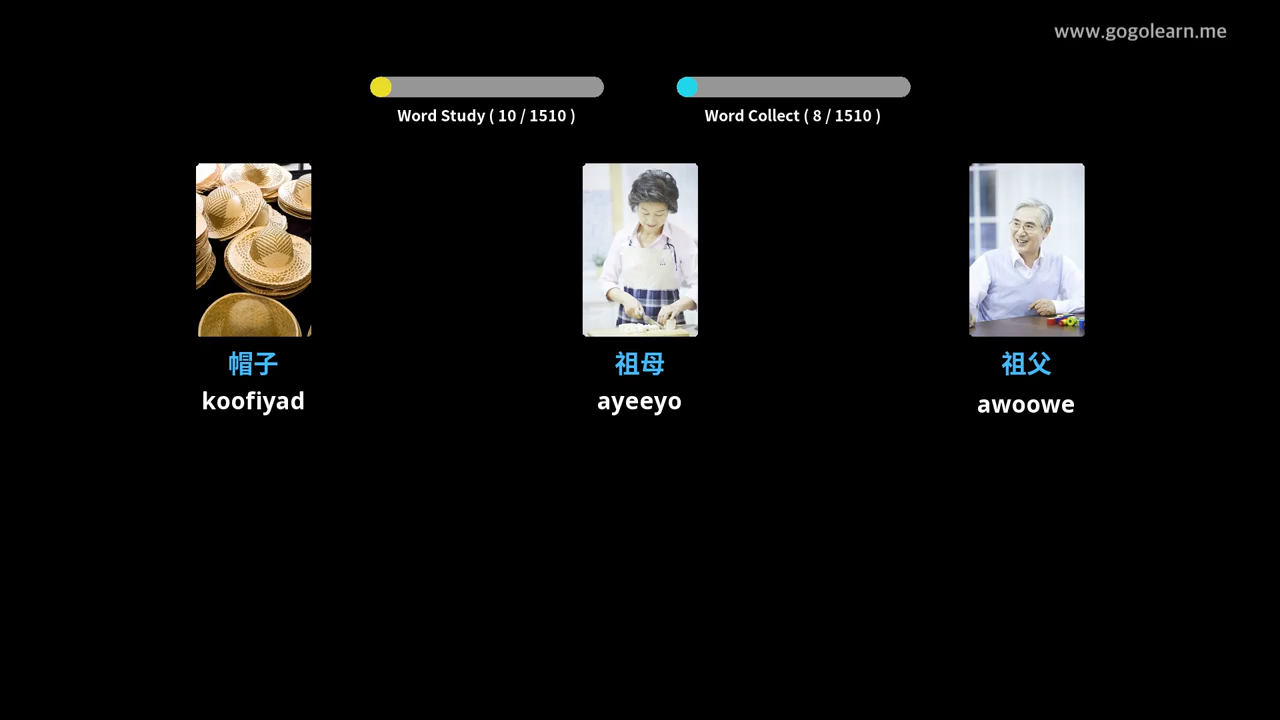 www.gogolearn.me
Word Study ( 10 / 1510 )
Word Collect ( 8 / 1510 )
帽子
koofiyad
祖母
ayeeyo
祖父
awoowe